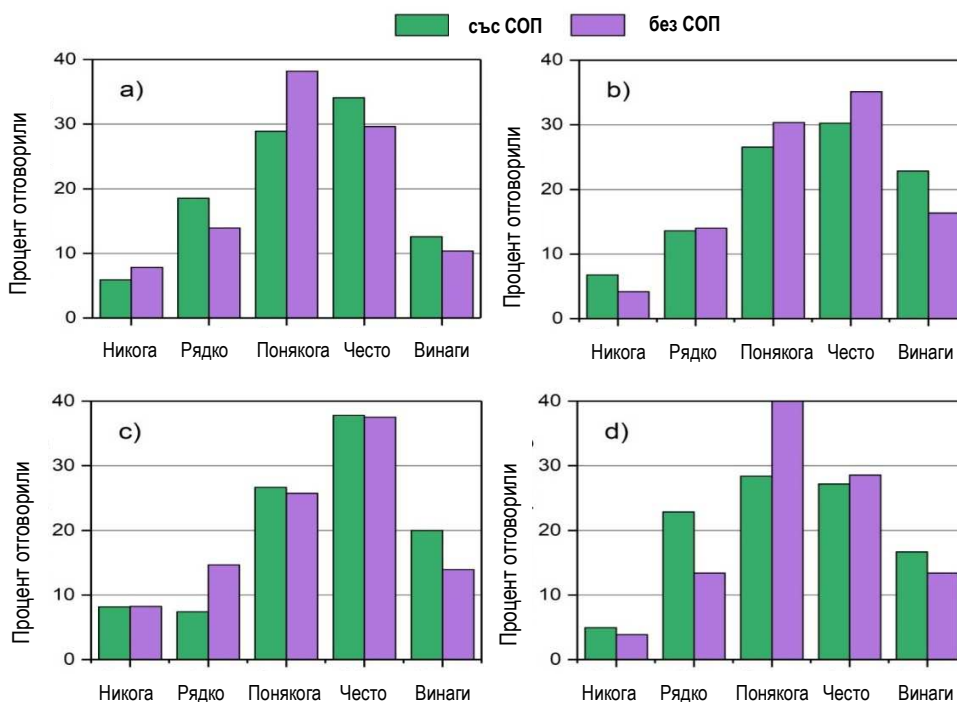 със СОП без СОП
a)
Процент отговорили
40
30
20
10
0
Никога Рядко Понякога Често Винаги
b)
Процент отговорили
40
30
20
10
0
Никога Рядко Понякога Често Винаги
c)
Процент отговорили
40
30
20
10
0
Никога Рядко Понякога Често Винаги
d)
Процент отговорили
40
30
20
10
0
Никога Рядко Понякога Често Винаги